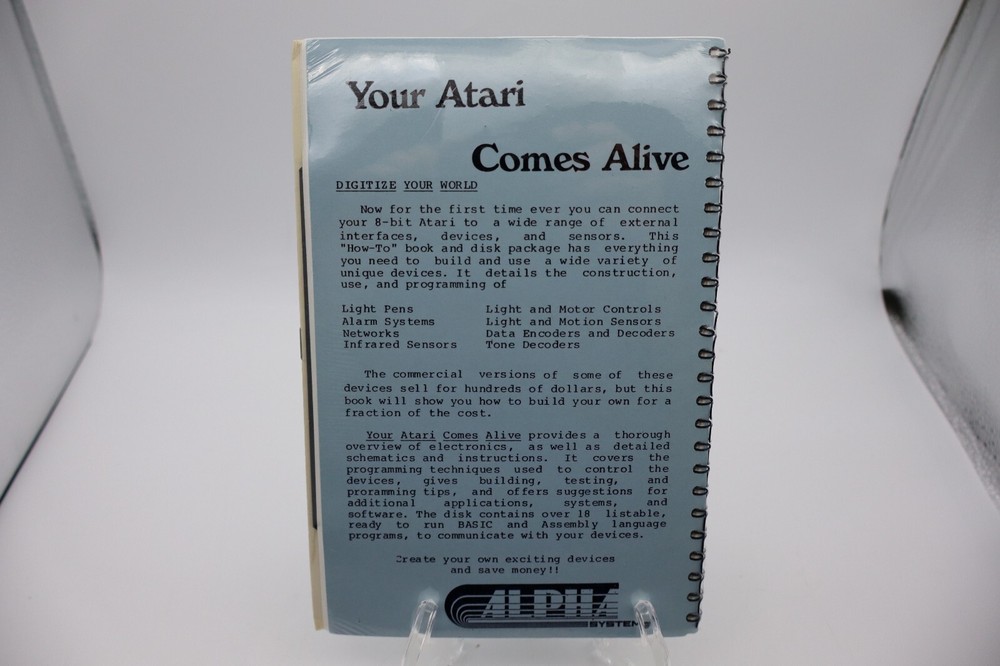 Your Atari
Comes Alive
DIGITIZE YOUR WORLD
Now for the first time ever you can connect
your 8-bit Atari to a wide range of external
interfaces, devices, and sensors. This
"How-To" book and disk package has everything
you need to build and use a wide variety of
unique devices. It details the construction,
use, and programming of
Light Pens Light and Motor Controls
Alarm Systems Light and Motion Sensors
Networks Data Encoders and Decoders
Infrared Sensors Tone Decoders
The commercial versions of some of these
devices sell for hundreds of dollars, but this
book will show you how to build your own for a
fraction of the cost.
Your Atari Comes Alive provides a thorough
overview of electronics, as well as detailed
schematics and instructions. It covers the
programming techniques used to control the
devices, gives building, testing, and
proramming tips, and offers suggestions for
additional applications, systems, and
software. The disk contains over 18 listable,
ready to run BASIC and Assembly language
programs, to communicate with your devices.
Create your own exciting devices
and save money!!
ALPHA
SYSTEMS